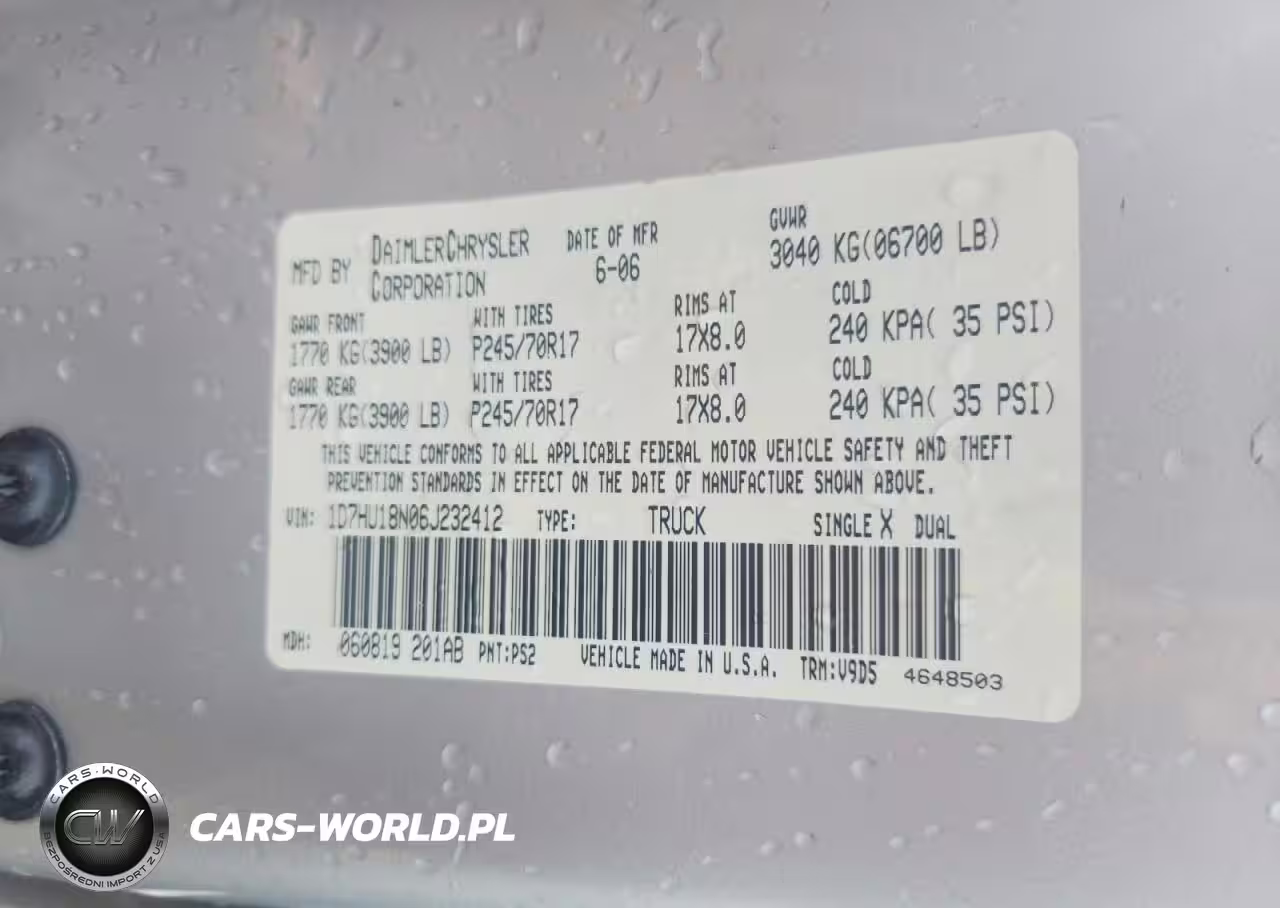 MFD BY DAIMLERCHRYSLER CORPORATION DATE OF MFR 6-06 GVWR 3040 KG(06700 LB)
GAWR FRONT WITH TIRES RIMS AT COLD
1770 KG(3900 LB) P245/70R17 17X8.0 240 KPA( 35 PSI)
GAWR REAR WITH TIRES RIMS AT COLD
1770 KG(3900 LB) P245/70R17 17X8.0 240 KPA( 35 PSI)
THIS VEHICLE CONFORMS TO ALL APPLICABLE FEDERAL MOTOR VEHICLE SAFETY AND THEFT
PREVENTION STANDARDS IN EFFECT ON THE DATE OF MANUFACTURE SHOWN ABOVE.
VIN: 1D7HU18N06J232412 TYPE: TRUCK SINGLE X DUAL
MDH: 060819 201AB PNT:PS2 VEHICLE MADE IN U.S.A. TRM:V9D5 4648503
CARS-WORLD
CW
BEZPOŚREDNI IMPORT Z USA
CARS-WORLD.PL